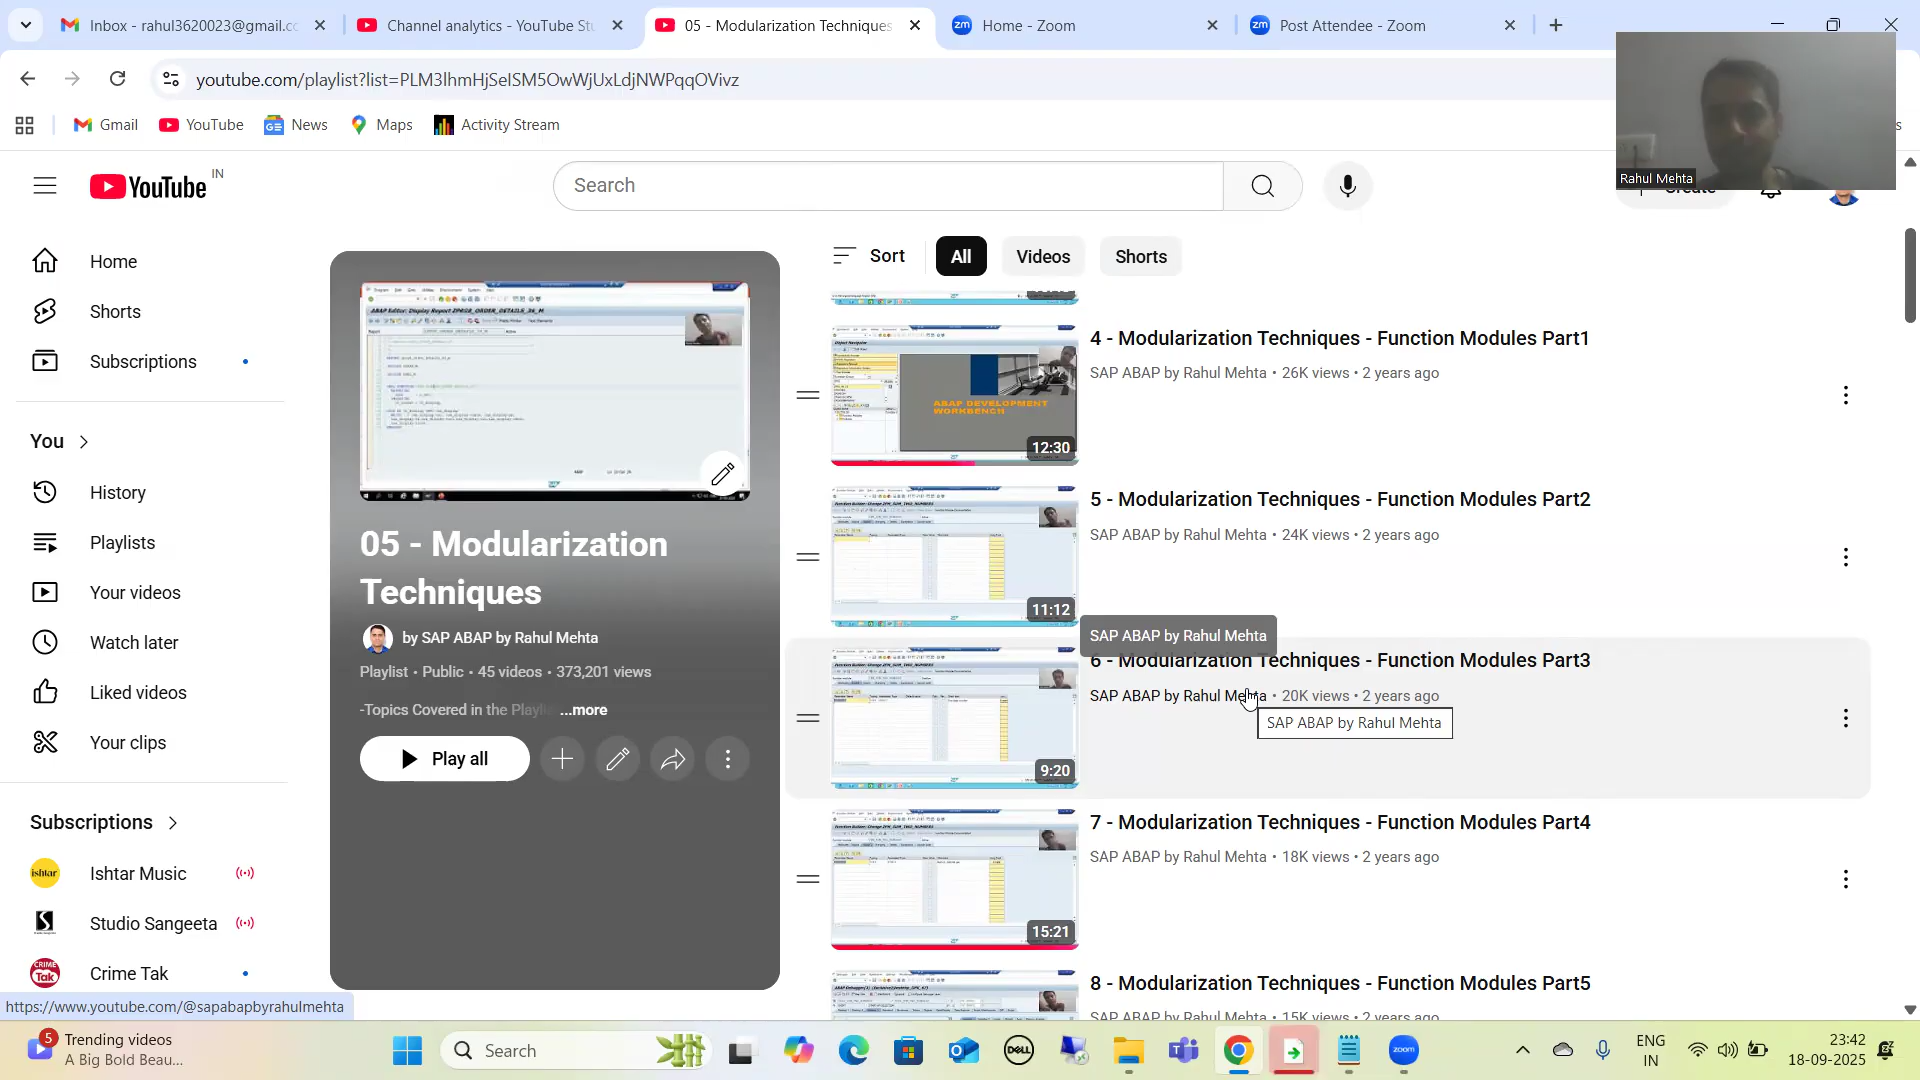 Inbox - rahul3620023@gmail.cc
Channel analytics - YouTube Stu
05 - Modularization Techniques
Home - Zoom
Post Attendee - Zoom
youtube.com/playlist?list=PLM3lhmHjSelSM5OwWjUxLdjNWPqqOVivz
Gmail
YouTube
News
Maps
Activity Stream
Rahul Mehta
YouTube
IN
Search
Create
Home
Shorts
Subscriptions
You
History
Playlists
Your videos
Watch later
Liked videos
Your clips
Subscriptions
Ishtar Music
Studio Sangeeta
Crime Tak
05 - Modularization
Techniques
by SAP ABAP by Rahul Mehta
Playlist • Public • 45 videos • 373,201 views
-Topics Covered in the Playli ...more
Play all
Sort
All
Videos
Shorts
4 - Modularization Techniques - Function Modules Part1
SAP ABAP by Rahul Mehta • 26K views • 2 years ago
ABAP DEVELOPMENT
WORKBENCH
12:30
5 - Modularization Techniques - Function Modules Part2
SAP ABAP by Rahul Mehta • 24K views • 2 years ago
11:12
SAP ABAP by Rahul Mehta
6 - Modularization Techniques - Function Modules Part3
SAP ABAP by Rahul Mehta • 20K views • 2 years ago
SAP ABAP by Rahul Mehta
9:20
7 - Modularization Techniques - Function Modules Part4
SAP ABAP by Rahul Mehta • 18K views • 2 years ago
15:21
8 - Modularization Techniques - Function Modules Part5
SAP ABAP by Rahul Mehta • 15K views • 2 years ago
https://www.youtube.com/@sapabapbyrahulmehta
5
Trending videos
A Big Bold Beau...
Search
DELL
zoom
ENG
IN
23:42
18-09-2025